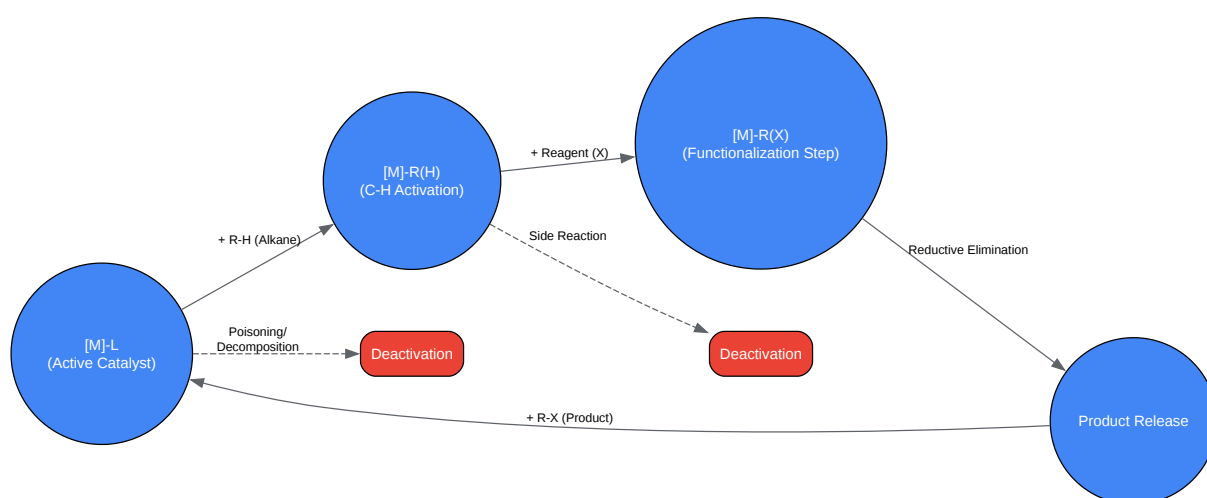 [M]-R(X)
(Functionalization Step)
+ Reagent (X)
[M]-R(H)
(C-H Activation)
+ R-H (Alkane)
Side Reaction
Reductive Elimination
Poisoning/
Decomposition
[M]-L
(Active Catalyst)
Deactivation
Deactivation
+ R-X (Product)
Product Release